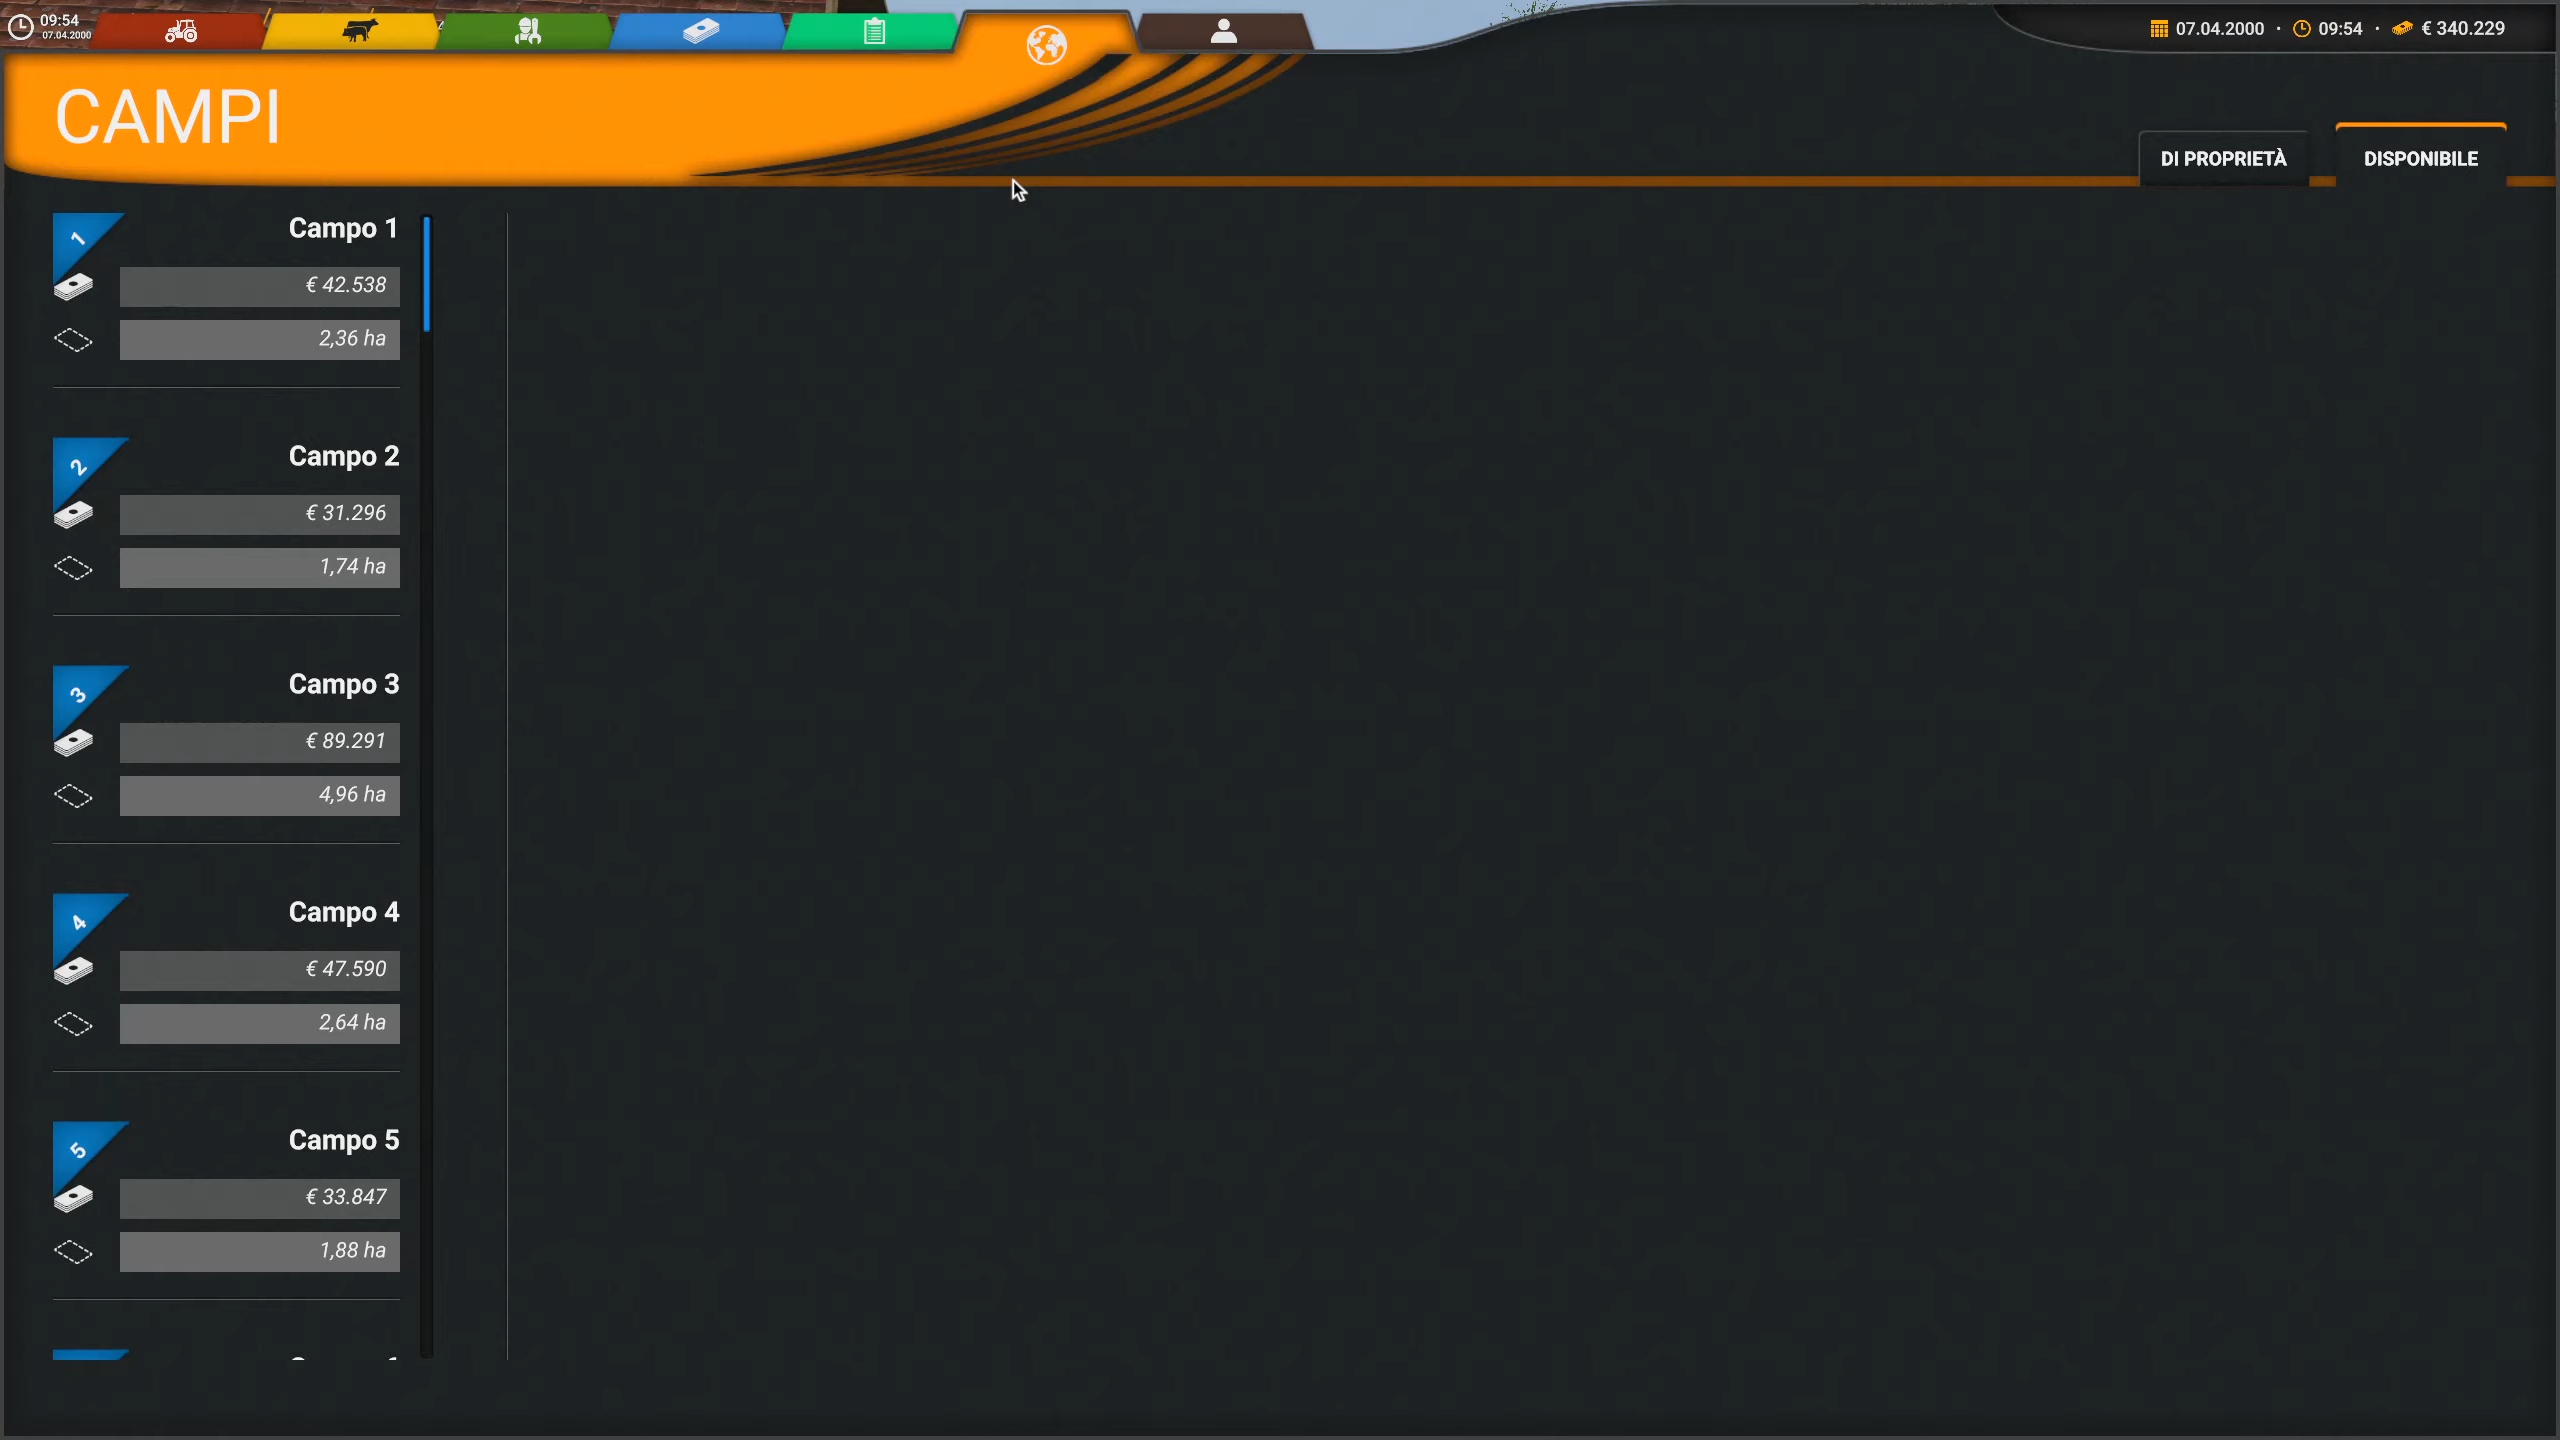 09:54
07.04.2000
07.04.2000 · 09:54 · € 340.229
CAMPI
DI PROPRIETÀ
DISPONIBILE
1
Campo 1
€ 42.538
2,36 ha
2
Campo 2
€ 31.296
1,74 ha
3
Campo 3
€ 89.291
4,96 ha
4
Campo 4
€ 47.590
2,64 ha
5
Campo 5
€ 33.847
1,88 ha